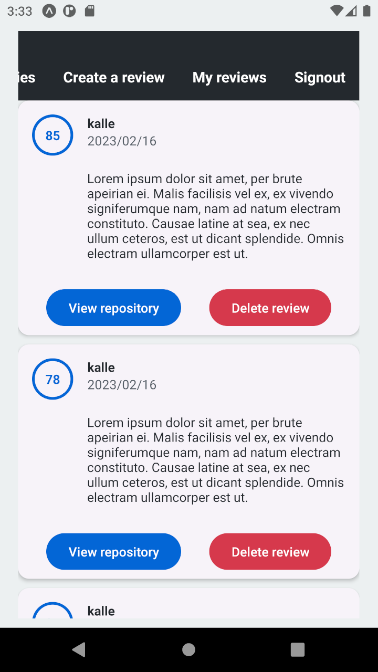 3:33
ies Create a review My reviews Signout
85
kalle
2023/02/16
Lorem ipsum dolor sit amet, per brute
apeirian ei. Malis facilisis vel ex, ex vivendo
signiferumque nam, nam ad natum electram
constituto. Causae latine at sea, ex nec
ullum ceteros, est ut dicant splendide. Omnis
electram ullamcorper est ut.
View repository Delete review
78
kalle
2023/02/16
Lorem ipsum dolor sit amet, per brute
apeirian ei. Malis facilisis vel ex, ex vivendo
signiferumque nam, nam ad natum electram
constituto. Causae latine at sea, ex nec
ullum ceteros, est ut dicant splendide. Omnis
electram ullamcorper est ut.
View repository Delete review
kalle